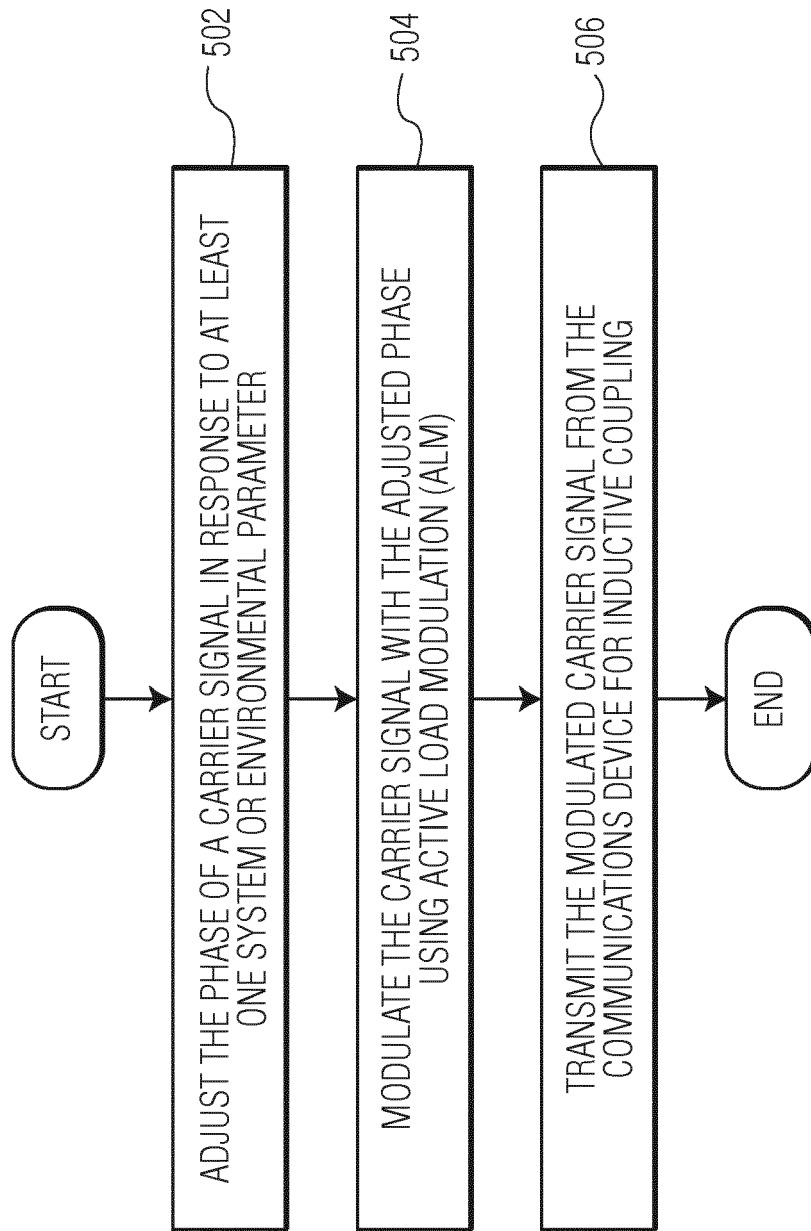 START
ADJUST THE PHASE OF A CARRIER SIGNAL IN RESPONSE TO AT LEAST
ONE SYSTEM OR ENVIRONMENTAL PARAMETER
502
MODULATE THE CARRIER SIGNAL WITH THE ADJUSTED PHASE
USING ACTIVE LOAD MODULATION (ALM)
504
TRANSMIT THE MODULATED CARRIER SIGNAL FROM THE
COMMUNICATIONS DEVICE FOR INDUCTIVE COUPLING
506
END